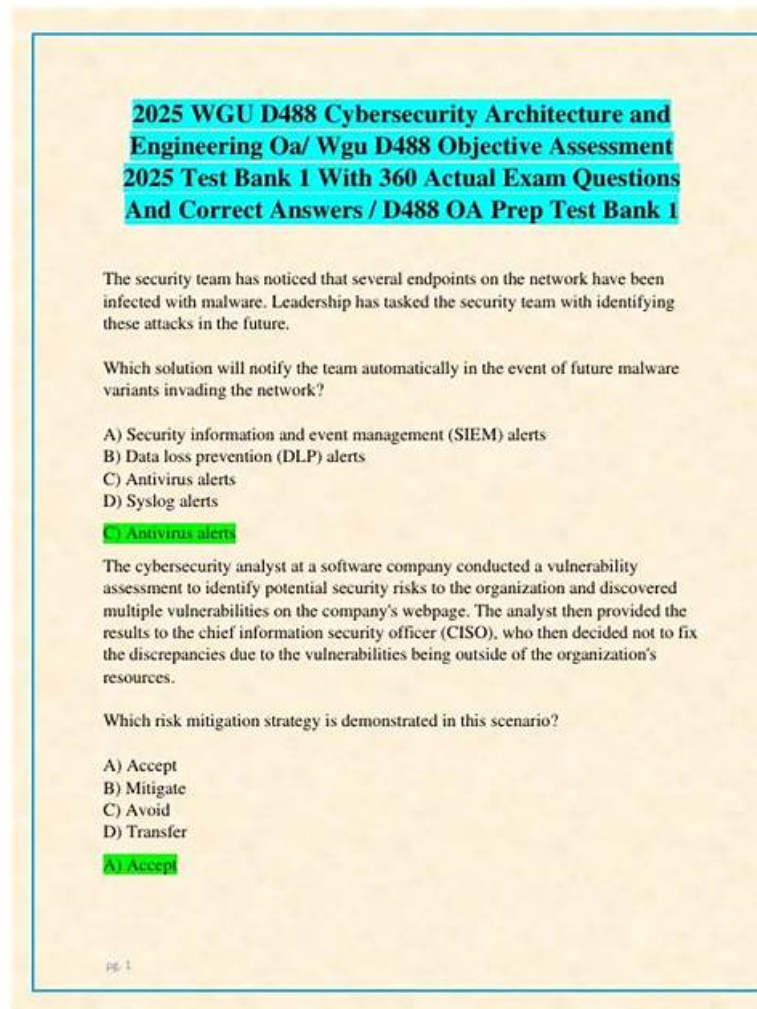 2025 WGU D488 Cybersecurity Architecture and
Engineering Oa/ Wgu D488 Objective Assessment
2025 Test Bank 1 With 360 Actual Exam Questions
And Correct Answers / D488 OA Prep Test Bank 1
The security team has noticed that several endpoints on the network have been
infected with malware. Leadership has tasked the security team with identifying
these attacks in the future.
Which solution will notify the team automatically in the event of future malware
variants invading the network?
A) Security information and event management (SIEM) alerts
B) Data loss prevention (DLP) alerts
C) Antivirus alerts
D) Syslog alerts
C) Antivirus alerts
The cybersecurity analyst at a software company conducted a vulnerability
assessment to identify potential security risks to the organization and discovered
multiple vulnerabilities on the company's webpage. The analyst then provided the
results to the chief information security officer (CISO), who then decided not to fix
the discrepancies due to the vulnerabilities being outside of the organization's
resources.
Which risk mitigation strategy is demonstrated in this scenario?
A) Accept
B) Mitigate
C) Avoid
D) Transfer
A) Accept
pg. 1